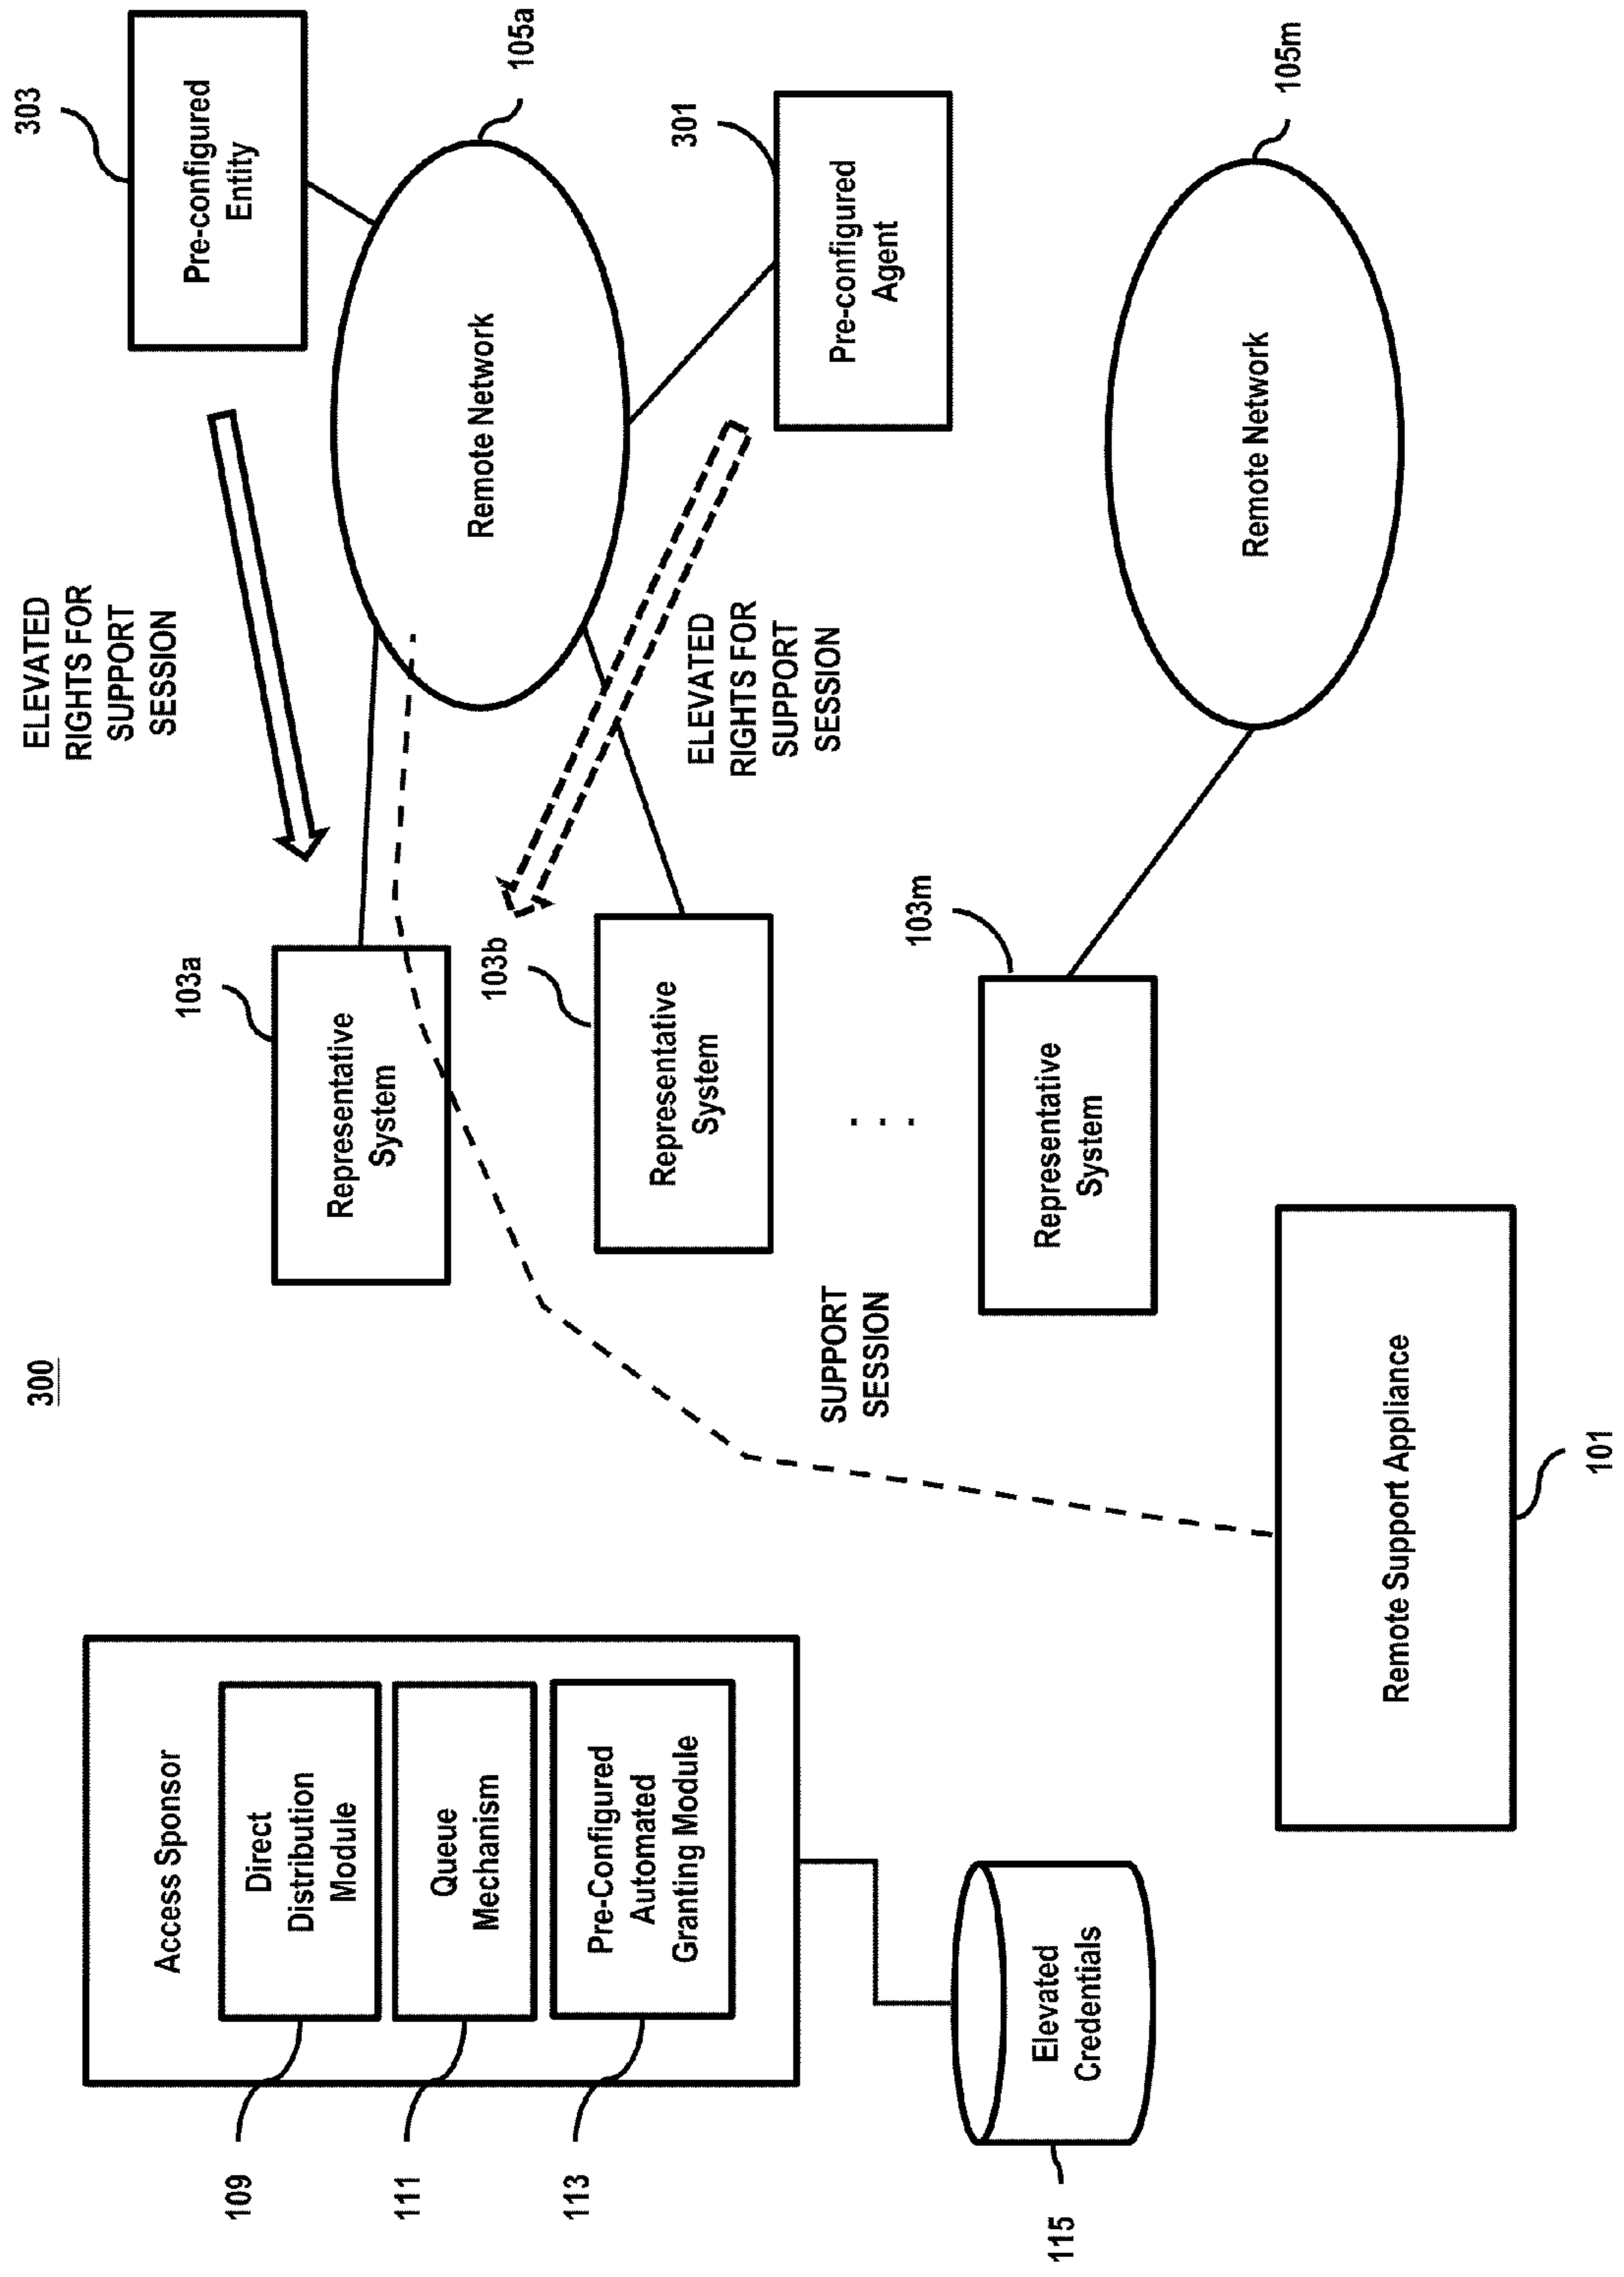 300
Access Sponsor
Direct
Distribution
Module
Queue
Mechanism
Pre-Configured
Automated
Granting Module
109
111
113
Elevated
Credentials
115
ELEVATED
RIGHTS FOR
SUPPORT
SESSION
303
Pre-configured
Entity
103a
Representative
System
Remote Network
105a
103b
Representative
System
ELEVATED
RIGHTS FOR
SUPPORT
SESSION
301
Pre-configured
Agent
. . .
SUPPORT
SESSION
103m
Representative
System
Remote Network
105m
Remote Support Appliance
101